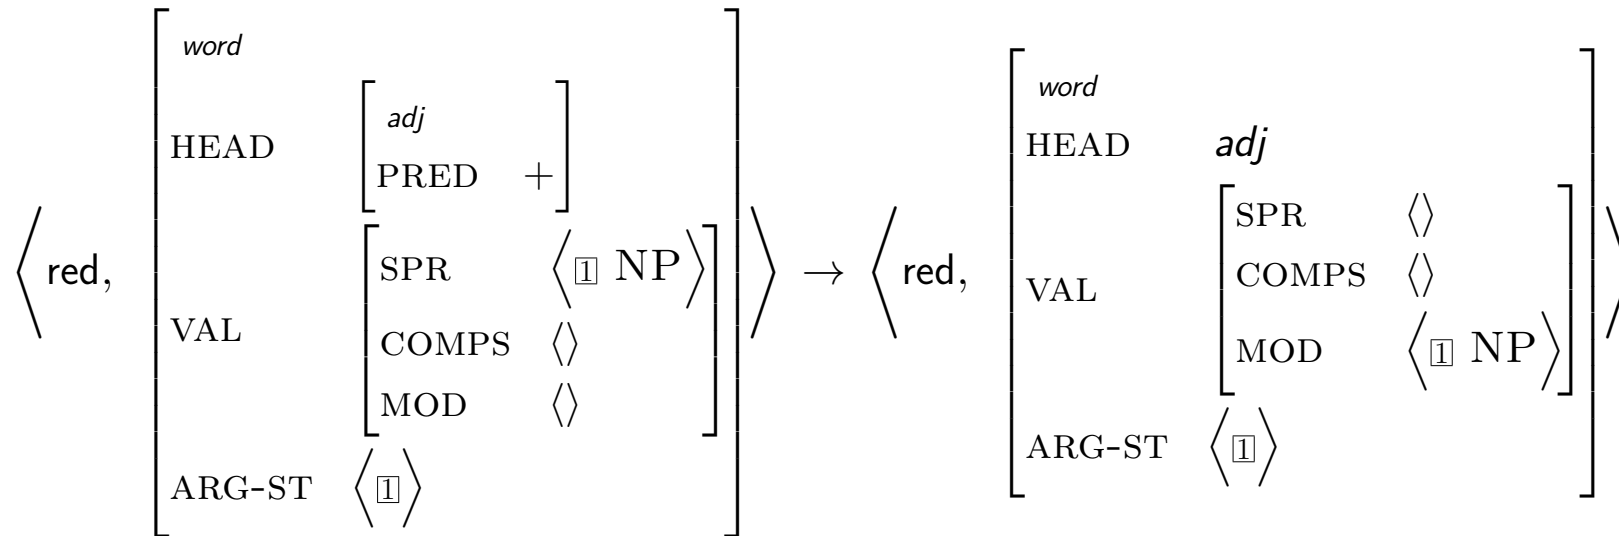 ⟨ red, [ word
HEAD [ adj
PRED + ]
VAL [ SPR ⟨ 1 NP ⟩
COMPS ⟨⟩
MOD ⟨⟩ ]
ARG-ST ⟨ 1 ⟩ ] ⟩
→ ⟨ red, [ word
HEAD adj
VAL [ SPR ⟨⟩
COMPS ⟨⟩
MOD ⟨ 1 NP ⟩ ]
ARG-ST ⟨ 1 ⟩ ] ⟩